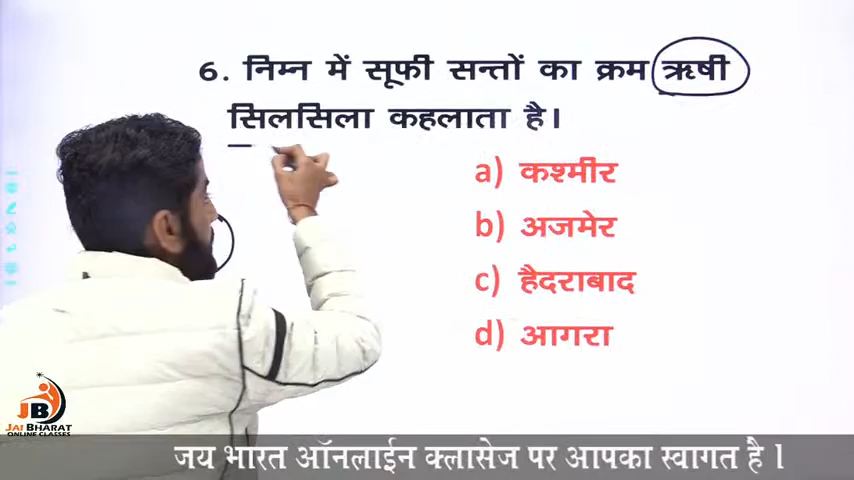 6. निम्न में सूफी सन्तों का क्रम ऋषी
सिलसिला कहलाता है।
a) कश्मीर
b) अजमेर
c) हैदराबाद
d) आगरा
JB
JAI BHARAT
ONLINE CLASSES
जय भारत ऑनलाईन क्लासेज पर आपका स्वागत है l